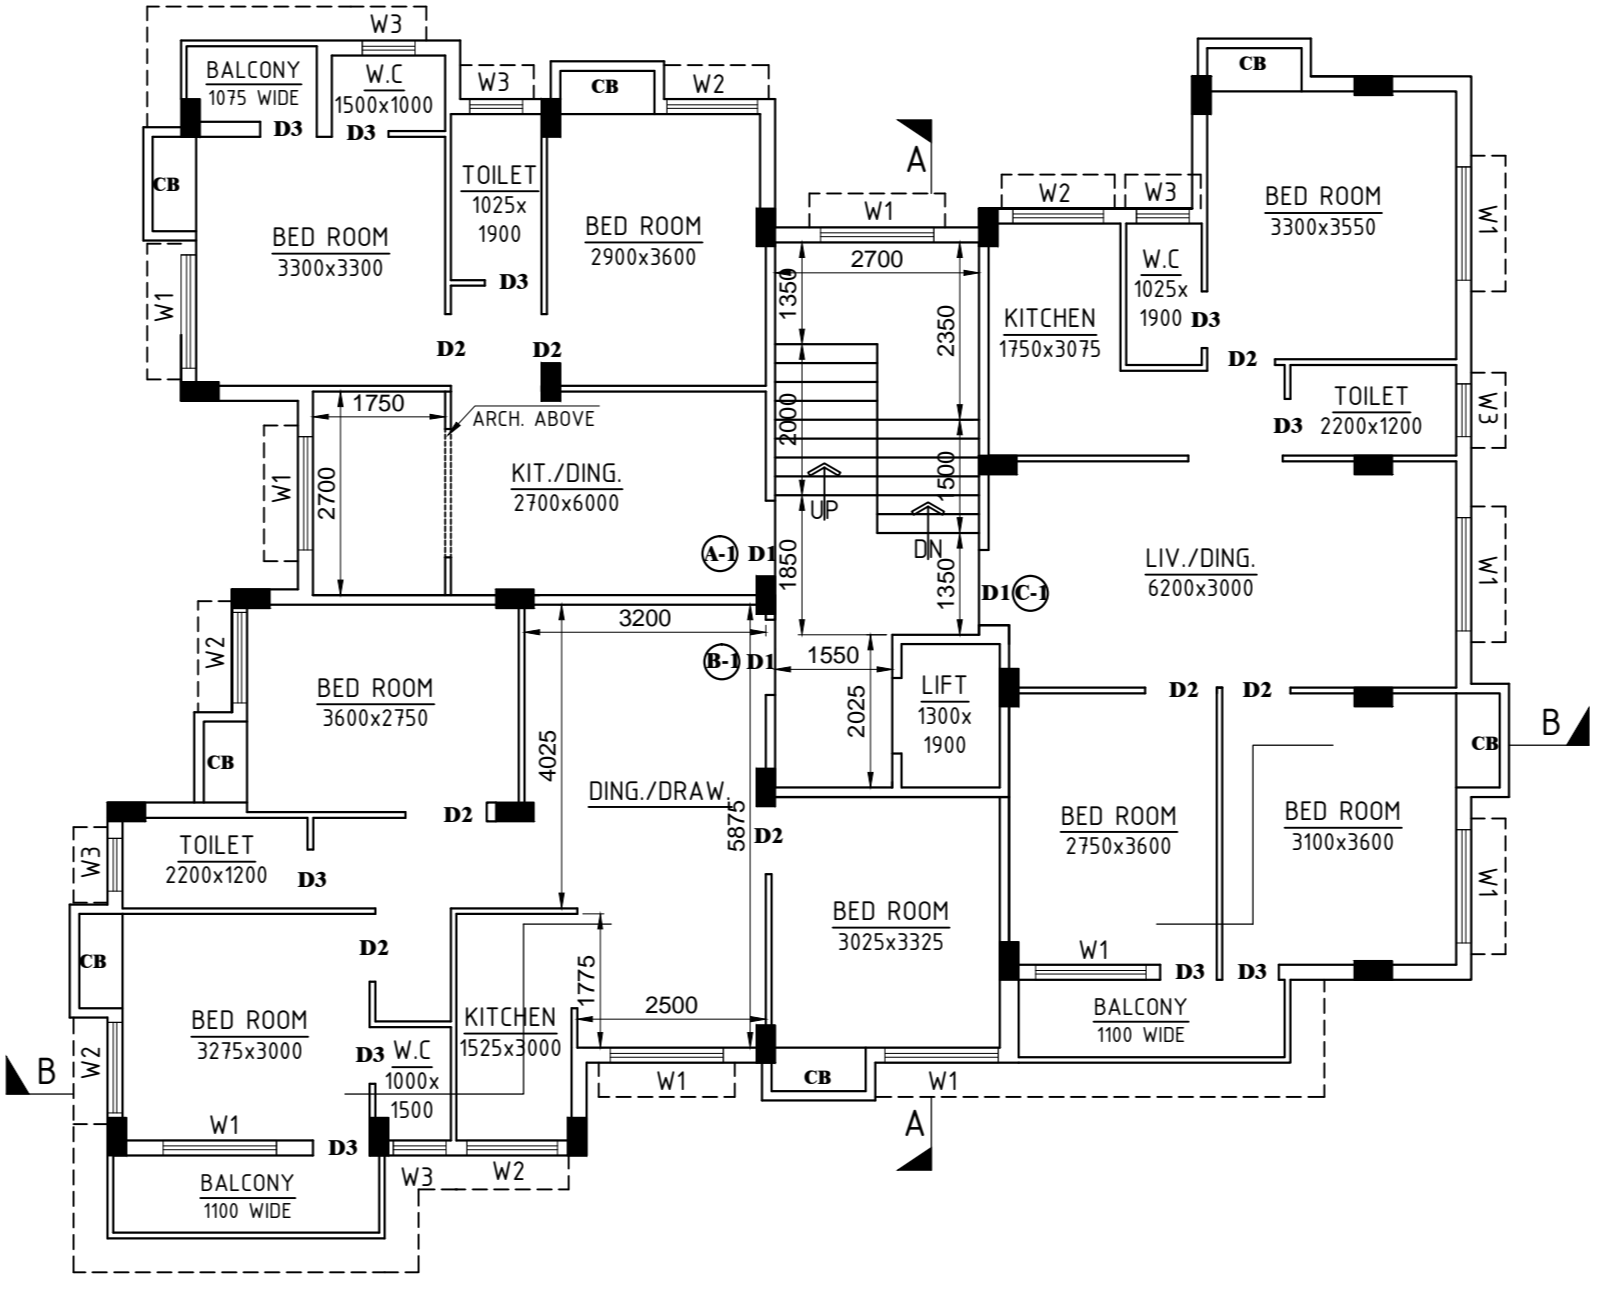 W3
BALCONY
1075 WIDE
W.C
1500x1000
W3
CB
W2
D3
D3
CB
TOILET
1025x
1900
BED ROOM
3300x3300
BED ROOM
2900x3600
D3
W1
D2
D2
A
W1
2700
1350
2350
2000
1500
UP
DN
1850
1350
W2
W3
CB
BED ROOM
3300x3550
W1
W.C
1025x
1900
KITCHEN
1750x3075
D3
D2
TOILET
2200x1200
D3
W3
1750
ARCH. ABOVE
W1
2700
KIT./DING.
2700x6000
A-1
D1
LIV./DING.
6200x3000
W1
D1
C-1
3200
B-1
D1
1550
W2
BED ROOM
3600x2750
4025
2025
LIFT
1300x
1900
D2
D2
CB
B
CB
DING./DRAW.
5875
D2
D2
BED ROOM
2750x3600
BED ROOM
3100x3600
TOILET
2200x1200
W3
D3
W1
BED ROOM
3025x3325
D2
CB
W1
D3
D3
1775
2500
BALCONY
1100 WIDE
BED ROOM
3275x3000
KITCHEN
1525x3000
D3
W.C
1000x
1500
W2
B
W1
CB
W1
W1
D3
A
W3
W2
BALCONY
1100 WIDE